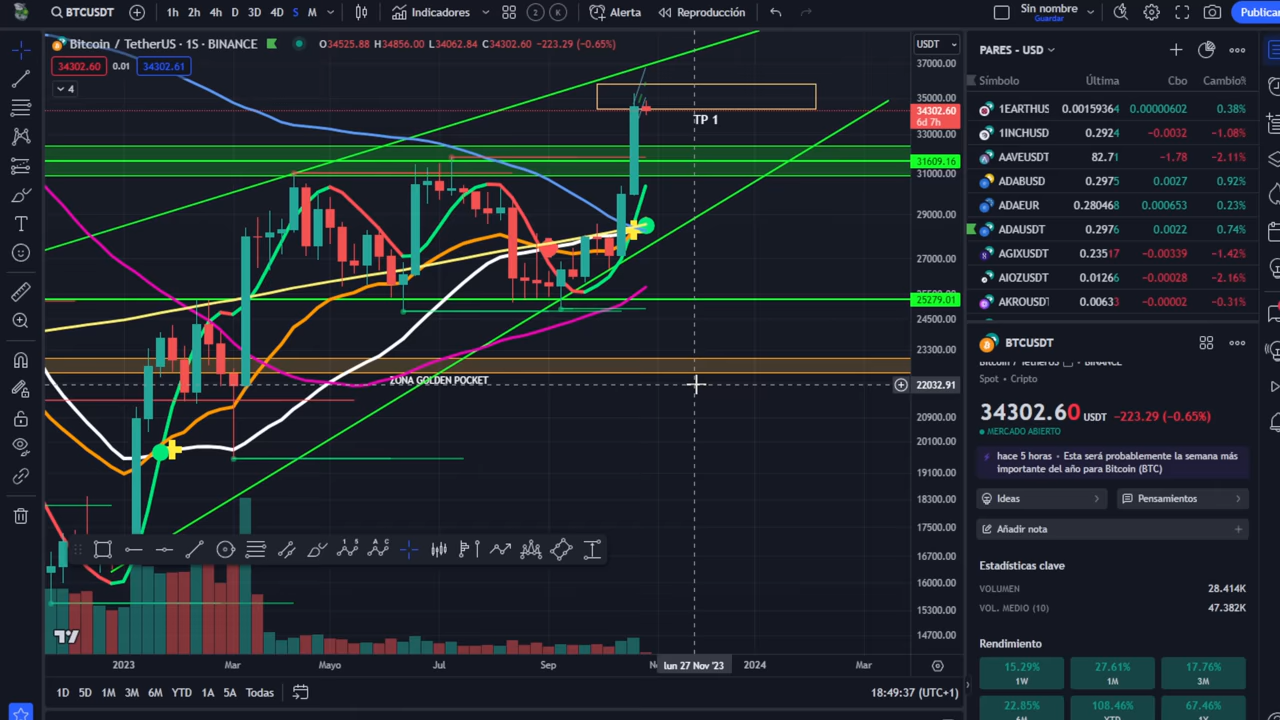 BTCUSDT 1h 2h 4h D 3D 4D S M Indicadores 2 K Alerta Reproducción Sin nombre Guardar Publicar
Bitcoin / TetherUS · 1S · BINANCE O34525.88 H34856.00 L34062.84 C34302.60 −223.29 (−0.65%) USDT
34302.60 0.01 34302.61
4
37000.00
35000.00
34302.60
6d 7h
33000.00
31609.16
31000.00
29000.00
27000.00
25279.01
24500.00
23300.00
22032.91
20900.00
20100.00
19100.00
18300.00
17500.00
16700.00
16000.00
15300.00
14700.00
TP 1
ZONA GOLDEN POCKET
2023 Mar Mayo Jul Sep lun 27 Nov '23 2024 Mar
1D 5D 1M 3M 6M YTD 1A 5A Todas 18:49:37 (UTC+1)
PARES - USD
Símbolo Última Cbo Cambio%
1EARTHUS 0.00159364 0.00000602 0.38%
1INCHUSD 0.2924 −0.0032 −1.08%
AAVEUSDT 82.71 −1.78 −2.11%
ADABUSD 0.2975 0.0027 0.92%
ADAEUR 0.280468 0.000653 0.23%
ADAUSDT 0.2976 0.0022 0.74%
AGIXUSDT 0.23517 −0.00339 −1.42%
AIOZUSDT 0.01266 −0.00028 −2.16%
AKROUSDT 0.00633 −0.00002 −0.31%
BTCUSDT
Bitcoin / TetherUS BINANCE
Spot • Cripto
34302.60 USDT −223.29 (−0.65%)
MERCADO ABIERTO
hace 5 horas • Esta será probablemente la semana más
importante del año para Bitcoin (BTC)
Ideas Pensamientos
Añadir nota
Estadísticas clave
VOLUMEN 28.414K
VOL. MEDIO (10) 47.382K
Rendimiento
15.29% 27.61% 17.76%
1W 1M 3M
22.85% 108.46% 67.46%